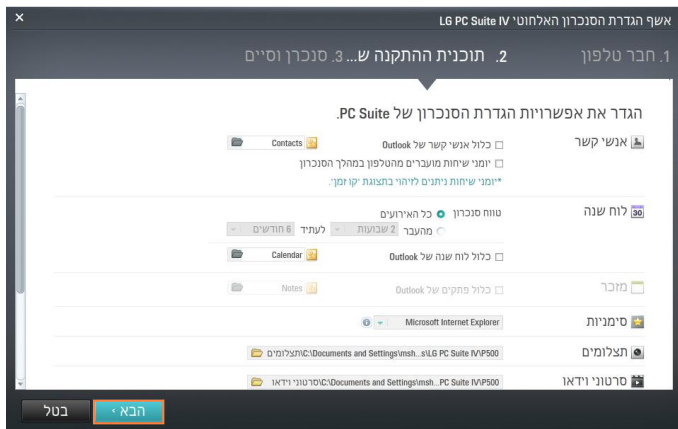 אשף הגדרת הסנכרון האלחוטי LG PC Suite IV
1. חבר טלפון 2. תוכנית ההתקנה ש... 3. סנכרן וסיים
הגדר את אפשרויות הגדרת הסנכרון של PC Suite.
אנשי קשר כלול אנשי קשר של Outlook Contacts
יומני שיחות מועברים מהטלפון במהלך הסנכרון
*יומני שיחות ניתנים לזיהוי בתצוגת 'קו זמן'.
30 לוח שנה טווח סנכרון כל האירועים
מהעבר 2 שבועות לעתיד 6 חודשים
כלול לוח שנה של Outlook Calendar
מזכר כלול פתקים של Outlook Notes
סימניות Microsoft Internet Explorer
תצלומים C:\Documents and Settings\msh...s\LG PC Suite IV\P500\תצלומים
סרטוני וידאו C:\Documents and Settings\msh...PC Suite IV\P500\סרטוני וידאו
הבא בטל